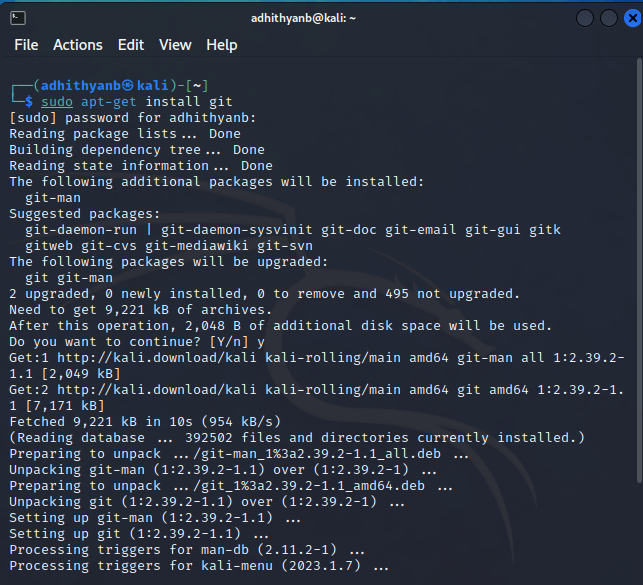 adhithyanb@kali: ~
File Actions Edit View Help
┌──(adhithyanb㉿kali)-[~]
└─$ sudo apt-get install git
[sudo] password for adhithyanb:
Reading package lists... Done
Building dependency tree... Done
Reading state information... Done
The following additional packages will be installed:
  git-man
Suggested packages:
  git-daemon-run | git-daemon-sysvinit git-doc git-email git-gui gitk
  gitweb git-cvs git-mediawiki git-svn
The following packages will be upgraded:
  git git-man
2 upgraded, 0 newly installed, 0 to remove and 495 not upgraded.
Need to get 9,221 kB of archives.
After this operation, 2,048 B of additional disk space will be used.
Do you want to continue? [Y/n] y
Get:1 http://kali.download/kali kali-rolling/main amd64 git-man all 1:2.39.2-
1.1 [2,049 kB]
Get:2 http://kali.download/kali kali-rolling/main amd64 git amd64 1:2.39.2-1.
1 [7,171 kB]
Fetched 9,221 kB in 10s (954 kB/s)
(Reading database ... 392502 files and directories currently installed.)
Preparing to unpack .../git-man_1%3a2.39.2-1.1_all.deb ...
Unpacking git-man (1:2.39.2-1.1) over (1:2.39.2-1) ...
Preparing to unpack .../git_1%3a2.39.2-1.1_amd64.deb ...
Unpacking git (1:2.39.2-1.1) over (1:2.39.2-1) ...
Setting up git-man (1:2.39.2-1.1) ...
Setting up git (1:2.39.2-1.1) ...
Processing triggers for man-db (2.11.2-1) ...
Processing triggers for kali-menu (2023.1.7) ...